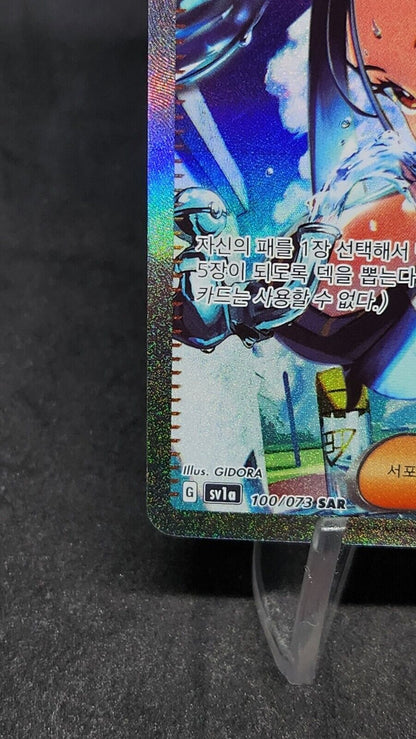 자신의 패를 1장 선택해서
5장이 되도록 덱을 뽑는다
카드는 사용할 수 없다.)
서포
Illus. GIDORA
G sv1a 100/073 SAR